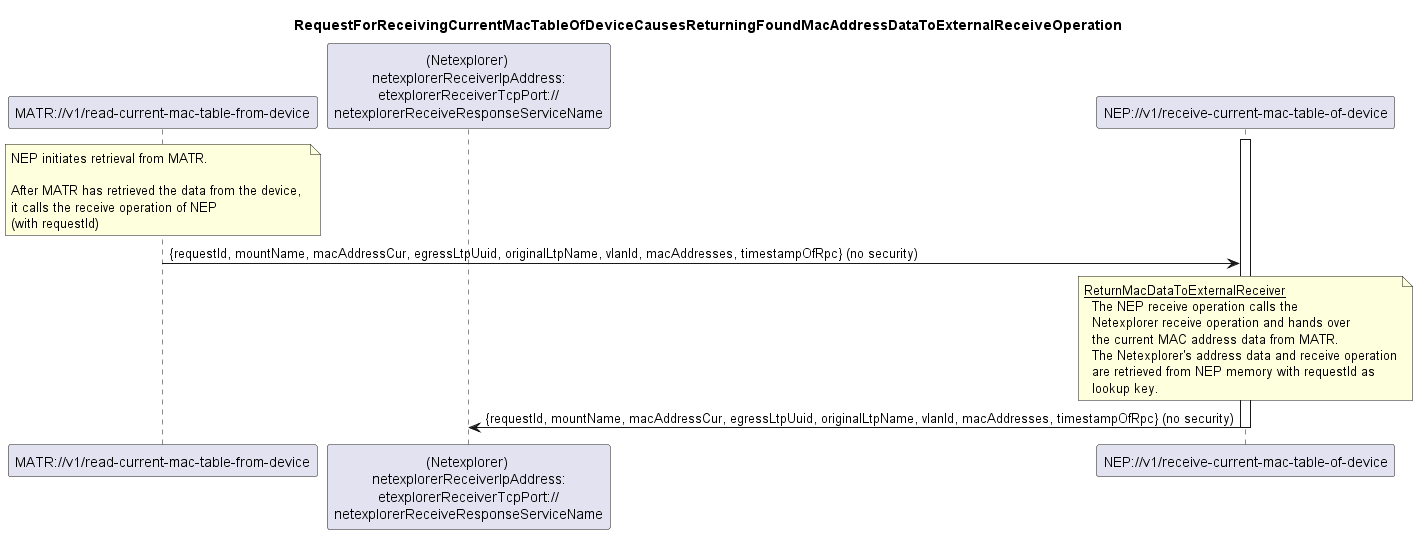 RequestForReceivingCurrentMacTableOfDeviceCausesReturningFoundMacAddressDataToExternalReceiveOperation
MATR://v1/read-current-mac-table-from-device
(Netexplorer)
netexplorerReceiverIpAddress:
etexplorerReceiverTcpPort://
netexplorerReceiveResponseServiceName
NEP://v1/receive-current-mac-table-of-device
NEP initiates retrieval from MATR.
After MATR has retrieved the data from the device,
it calls the receive operation of NEP
(with requestId)
{requestId, mountName, macAddressCur, egressLtpUuid, originalLtpName, vlanId, macAddresses, timestampOfRpc} (no security)
ReturnMacDataToExternalReceiver
The NEP receive operation calls the
Netexplorer receive operation and hands over
the current MAC address data from MATR.
The Netexplorer's address data and receive operation
are retrieved from NEP memory with requestId as
lookup key.
{requestId, mountName, macAddressCur, egressLtpUuid, originalLtpName, vlanId, macAddresses, timestampOfRpc} (no security)
MATR://v1/read-current-mac-table-from-device
(Netexplorer)
netexplorerReceiverIpAddress:
etexplorerReceiverTcpPort://
netexplorerReceiveResponseServiceName
NEP://v1/receive-current-mac-table-of-device